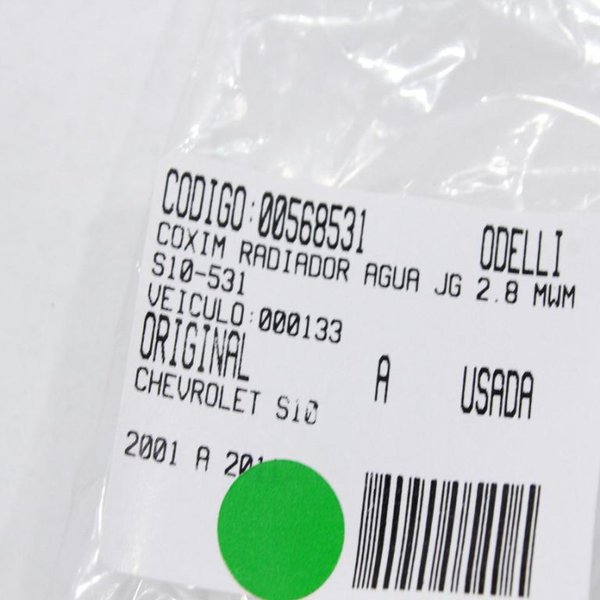 CODIGO:00568531 ODELLI
COXIM RADIADOR AGUA JG 2.8 MWM
S10-531
VEICULO:000133
ORIGINAL A USADA
CHEVROLET S10
2001 A